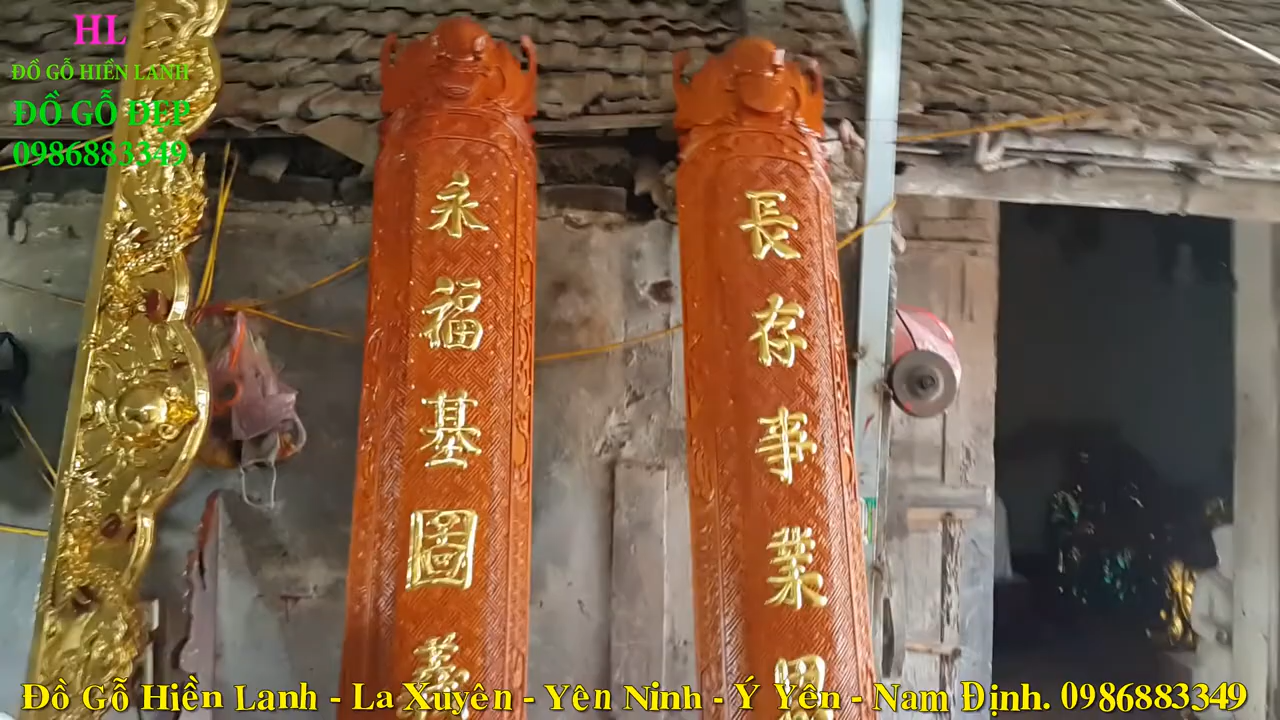 HL
ĐỒ GỖ HIỀN LANH
ĐỒ GỖ ĐẸP
0986883349
永福基圖
長存事業
Đồ Gỗ Hiền Lanh - La Xuyên - Yên Ninh - Ý Yên - Nam Định. 0986883349